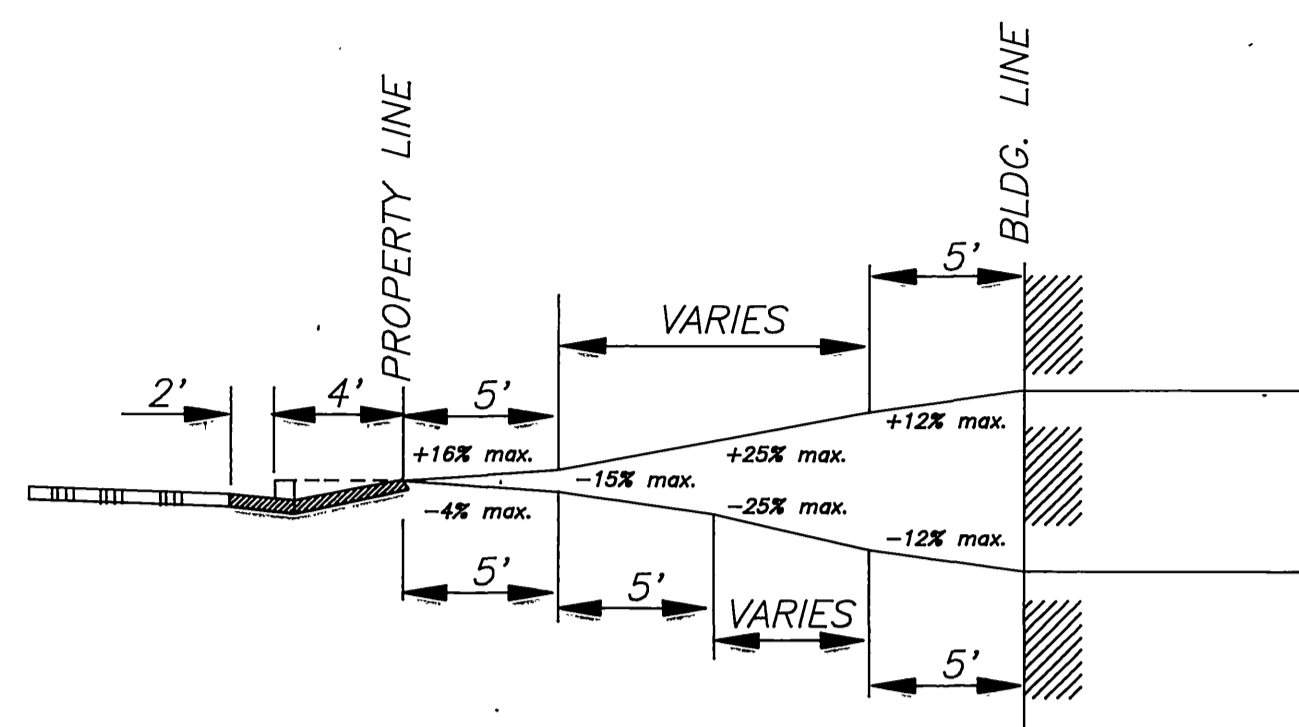 PROPERTY LINE
BLDG. LINE
5'
VARIES
2'
4'
5'
+12% max.
+16% max.
+25% max.
-15% max.
-4% max.
-25% max.
-12% max.
5'
5'
VARIES
5'